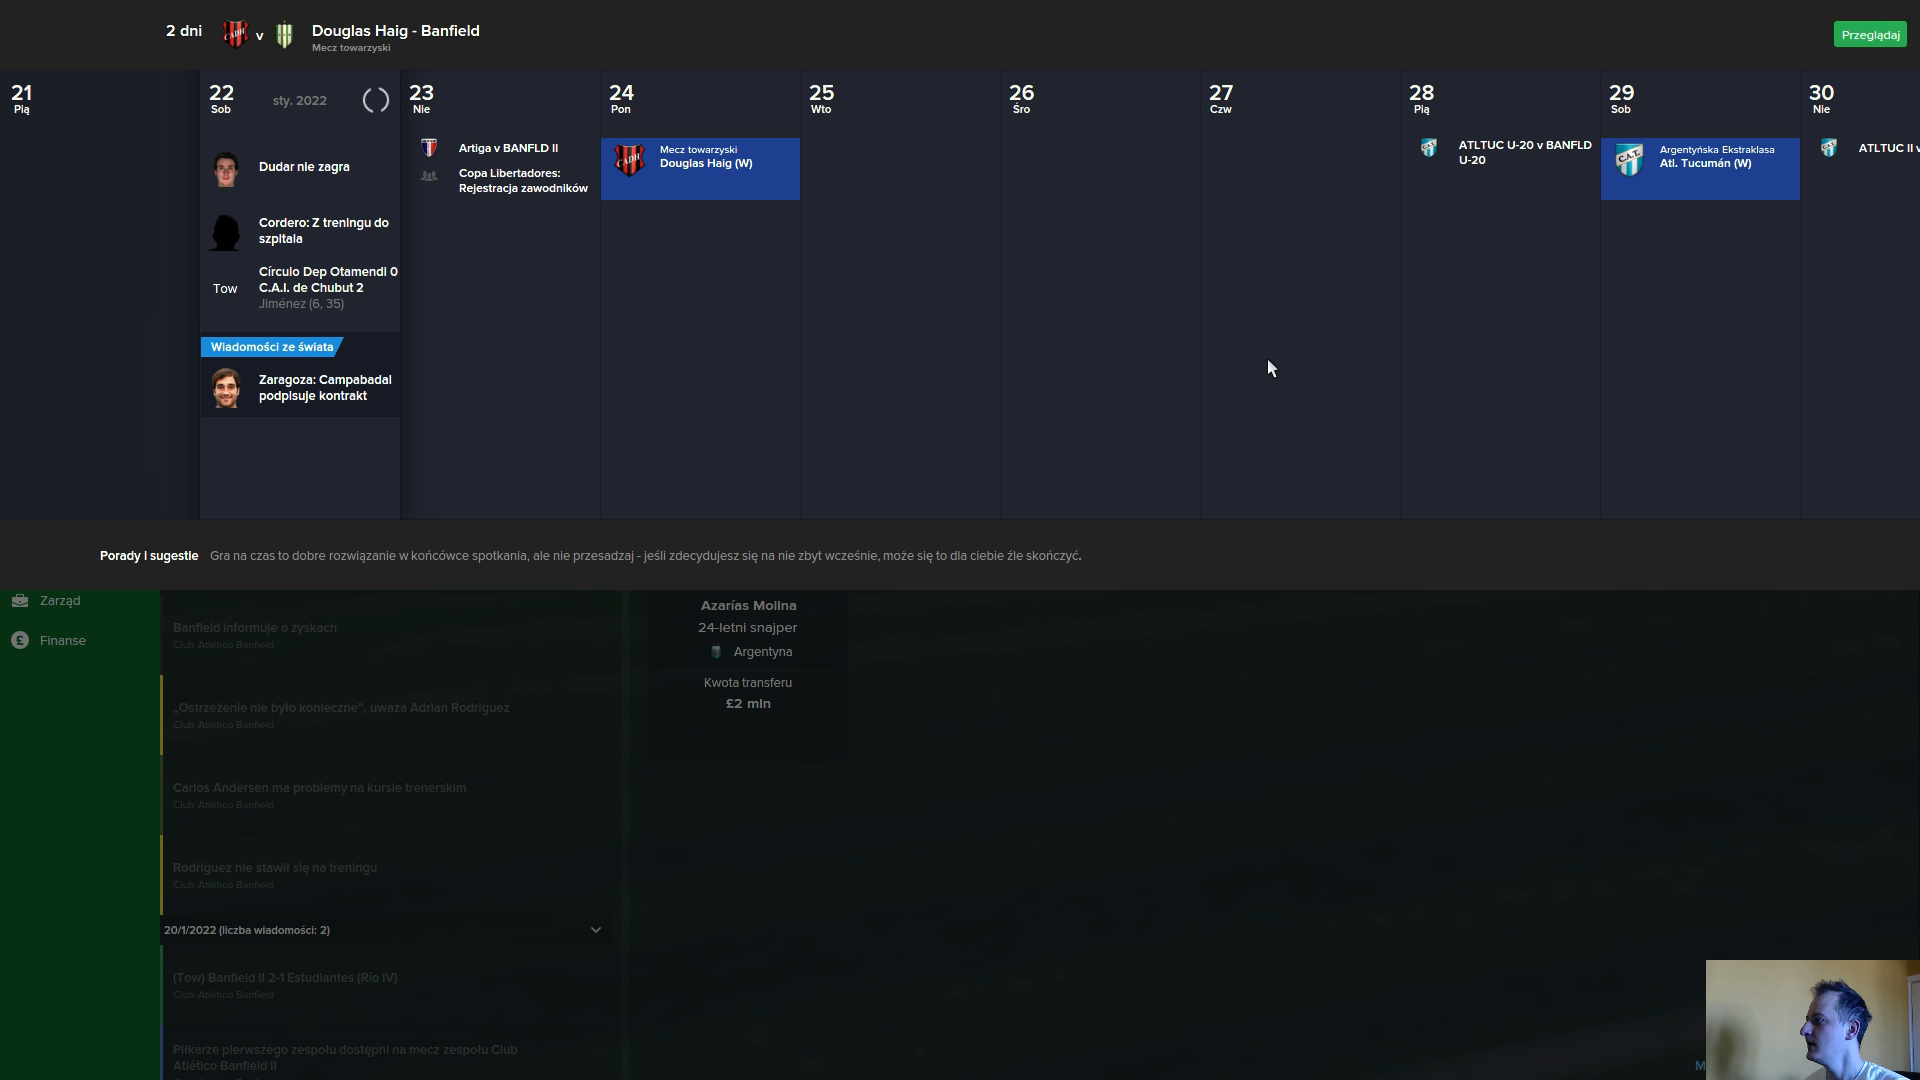 2 dni
v
Douglas Haig - Banfield
Mecz towarzyski
Przeglądaj
21
Pią
22
Sob
sty. 2022
23
Nie
24
Pon
25
Wto
26
Śro
27
Czw
28
Pią
29
Sob
30
Nie
Dudar nie zagra
Cordero: Z treningu do
szpitala
Tow
Círculo Dep Otamendi 0
C.A.I. de Chubut 2
Jiménez (6, 35)
Wiadomości ze świata
Zaragoza: Campabadal
podpisuje kontrakt
Artiga v BANFLD II
Copa Libertadores:
Rejestracja zawodników
CADH
Mecz towarzyski
Douglas Haig (W)
ATLTUC U-20 v BANFLD
U-20
C.A.T.
Argentyńska Ekstraklasa
Atl. Tucumán (W)
ATLTUC II v
Porady i sugestie
Gra na czas to dobre rozwiązanie w końcówce spotkania, ale nie przesadzaj - jeśli zdecydujesz się na nie zbyt wcześnie, może się to dla ciebie źle skończyć.
Zarząd
Finanse
Banfield informuje o zyskach
Club Atlético Banfield
„Ostrzeżenie nie było konieczne”, uważa Adrian Rodriguez
Club Atlético Banfield
Carlos Andersen ma problemy na kursie trenerskim
Club Atlético Banfield
Rodriguez nie stawił się na treningu
Club Atlético Banfield
20/1/2022 (liczba wiadomości: 2)
(Tow) Banfield II 2-1 Estudiantes (Río IV)
Club Atlético Banfield
Piłkarze pierwszego zespołu dostępni na mecz zespołu Club
Atlético Banfield II
Azarías Molina
24-letni snajper
Argentyna
Kwota transferu
£2 mln
M